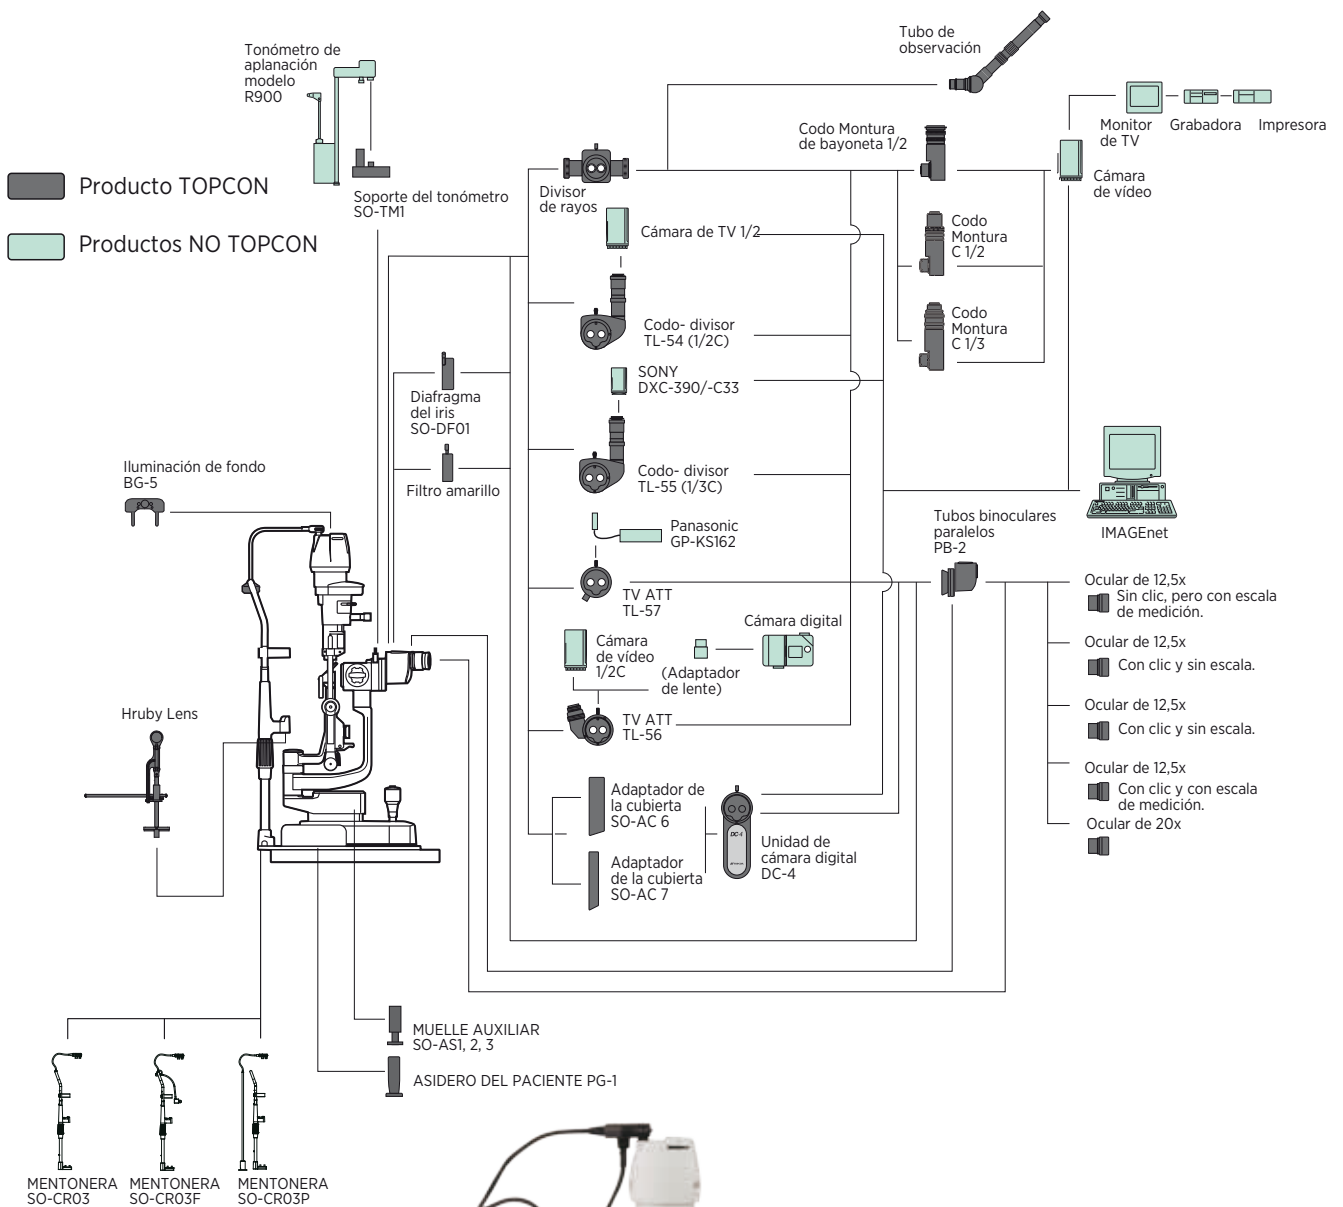 Tonómetro de
aplanación
modelo
R900
Tubo de
observación
Codo Montura
de bayoneta 1/2
Monitor
de TV
Grabadora
Impresora
Producto TOPCON
Productos NO TOPCON
Soporte del tonómetro
SO-TM1
Divisor
de rayos
Cámara
de vídeo
Cámara de TV 1/2
Codo
Montura
C 1/2
Codo- divisor
TL-54 (1/2C)
Codo
Montura
C 1/3
SONY
DXC-390/-C33
Diafragma
del iris
SO-DF01
Iluminación de fondo
BG-5
Filtro amarillo
Codo- divisor
TL-55 (1/3C)
Panasonic
GP-KS162
Tubos binoculares
paralelos
PB-2
IMAGEnet
TV ATT
TL-57
Ocular de 12,5x
Sin clic, pero con escala
de medición.
Cámara
de vídeo
1/2C
(Adaptador
de lente)
Cámara digital
Ocular de 12,5x
Con clic y sin escala.
Hruby Lens
TV ATT
TL-56
Ocular de 12,5x
Con clic y sin escala.
Ocular de 12,5x
Con clic y con escala
de medición.
Ocular de 20x
Adaptador de
la cubierta
SO-AC 6
DC-4
Unidad de
cámara digital
DC-4
Adaptador
de la cubierta
SO-AC 7
MUELLE AUXILIAR
SO-AS1, 2, 3
ASIDERO DEL PACIENTE PG-1
MENTONERA
SO-CR03
MENTONERA
SO-CR03F
MENTONERA
SO-CR03P